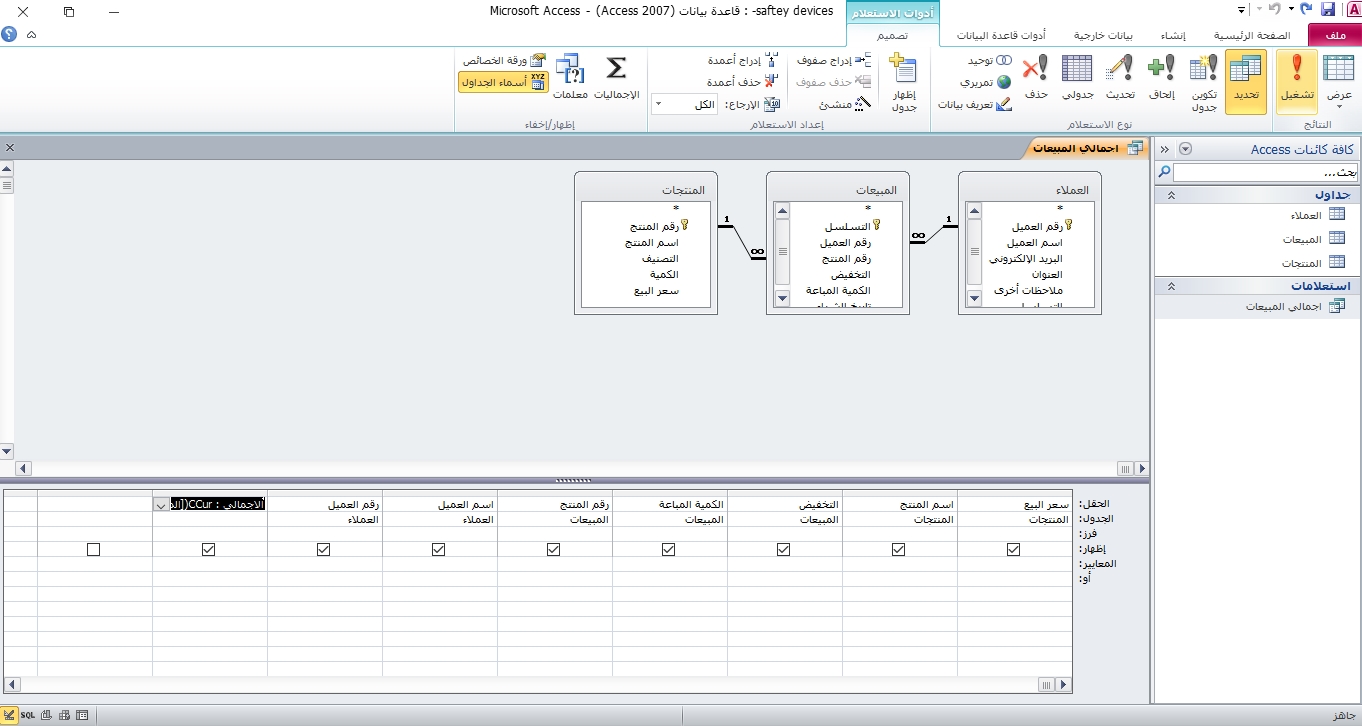 saftey devices- : قاعدة بيانات (Access 2007) - Microsoft Access
أدوات الاستعلام
ملف
الصفحة الرئيسية
إنشاء
بيانات خارجية
أدوات قاعدة البيانات
تصميم
عرض
تشغيل
النتائج
تحديد
تكوين جدول
إلحاق
تحديث
جدولي
حذف
توحيد
تمريري
تعريف بيانات
نوع الاستعلام
إظهار جدول
إدراج صفوف
حذف صفوف
منشئ
إدراج أعمدة
حذف أعمدة
الإرجاع: الكل
إعداد الاستعلام
الإجماليات
معلمات
ورقة الخصائص
أسماء الجداول
إظهار/إخفاء
كافة كائنات Access
بحث...
جداول
العملاء
المبيعات
المنتجات
استعلامات
اجمالي المبيعات
اجمالي المبيعات
العملاء
*
رقم العميل
اسم العميل
البريد الإلكتروني
العنوان
ملاحظات أخرى
1
∞
المبيعات
*
التسلسل
رقم العميل
رقم المنتج
التخفيض
الكمية المباعة
1
∞
المنتجات
*
رقم المنتج
اسم المنتج
التصنيف
الكمية
سعر البيع
الحقل: سعر البيع اسم المنتج التخفيض الكمية المباعة رقم المنتج اسم العميل رقم العميل الاجمالي : CCur([ال
الجدول: المنتجات المنتجات المبيعات المبيعات المبيعات العملاء العملاء
فرز:
إظهار:
المعايير:
أو:
جاهز
SQL